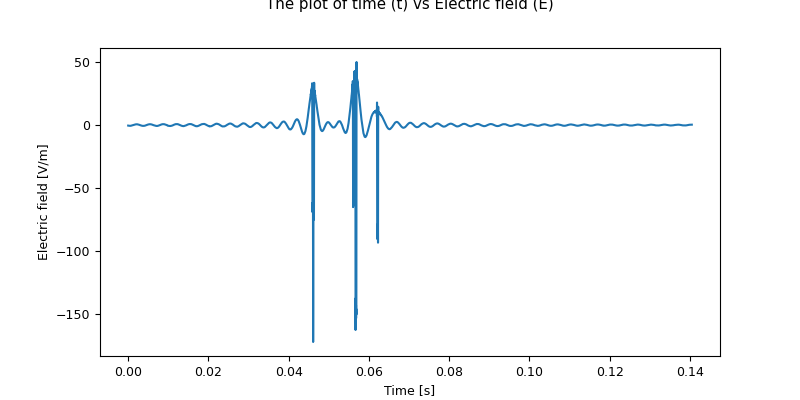 The plot of time (t) vs Electric field (E)
50
0
−50
−100
−150
Electric field [V/m]
0.00 0.02 0.04 0.06 0.08 0.10 0.12 0.14
Time [s]